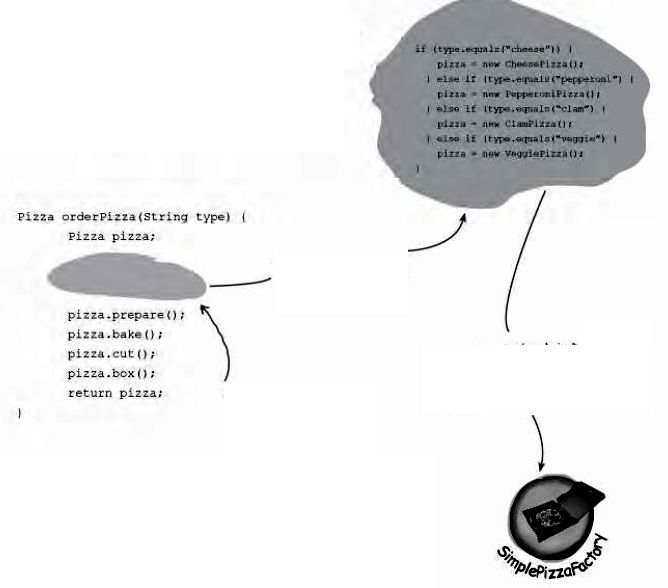 if (type.equals("cheese")) {
pizza = new CheesePizza();
} else if (type.equals("pepperoni") {
pizza = new PepperoniPizza();
} else if (type.equals("clam") {
pizza = new ClamPizza();
} else if (type.equals("veggie") {
pizza = new VeggiePizza();
}
Pizza orderPizza(String type) {
Pizza pizza;
pizza.prepare();
pizza.bake();
pizza.cut();
pizza.box();
return pizza;
}
SimplePizzaFactory